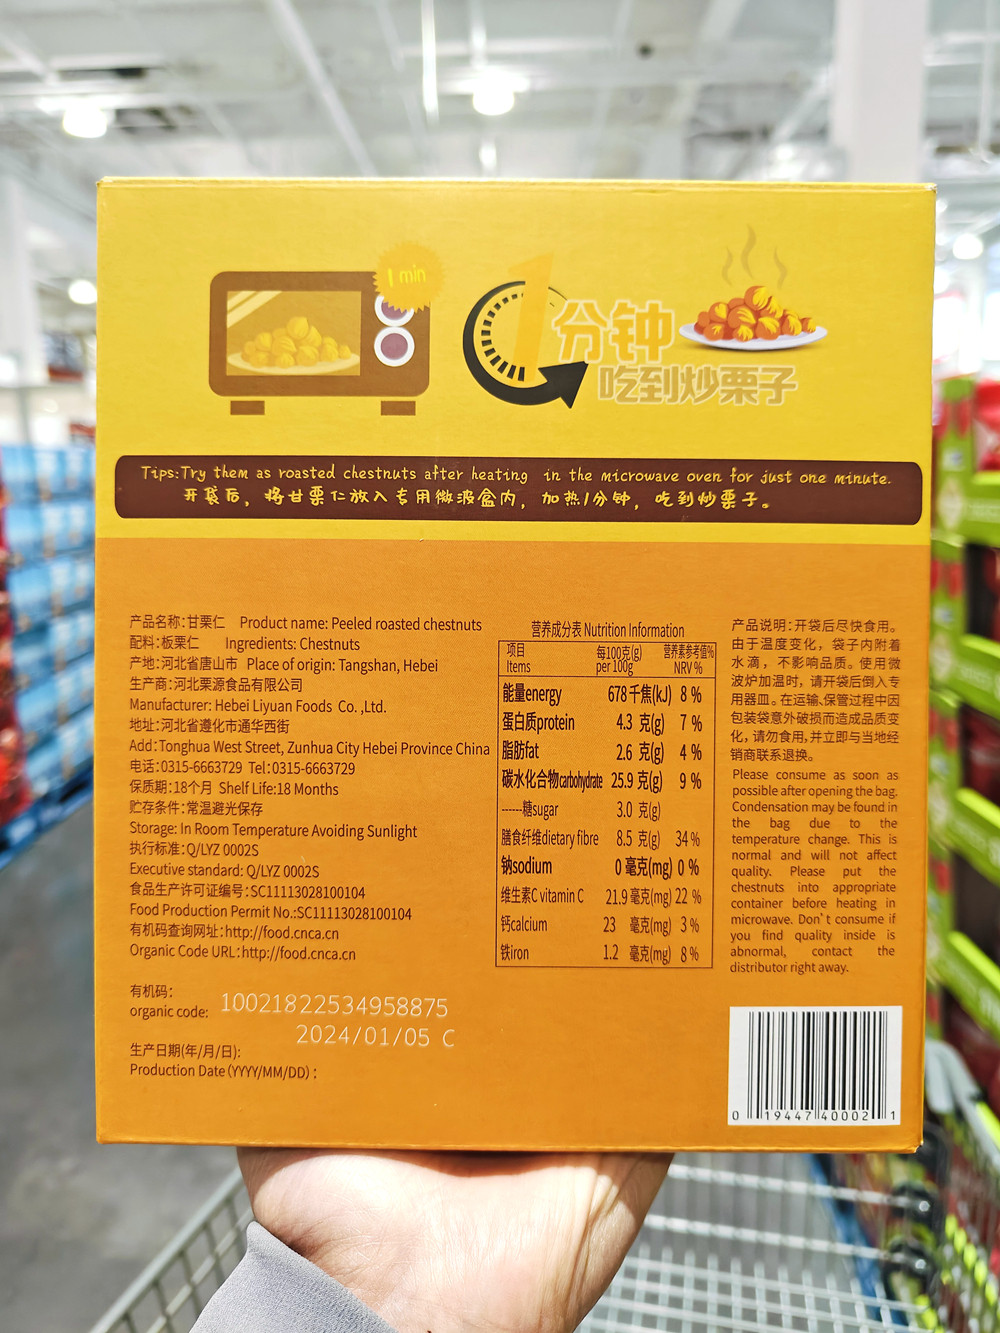 1 min
1分钟
吃到炒栗子
Tips:Try them as roasted chestnuts after heating in the microwave oven for just one minute.
开袋后，将甘栗仁放入专用微波盒内，加热1分钟，吃到炒栗子。
产品名称:甘栗仁 Product name: Peeled roasted chestnuts
配料:板栗仁 Ingredients: Chestnuts
产地:河北省唐山市 Place of origin: Tangshan, Hebei
生产商:河北栗源食品有限公司
Manufacturer: Hebei Liyuan Foods Co. ,Ltd.
地址:河北省遵化市通华西街
Add:Tonghua West Street, Zunhua City Hebei Province China
电话:0315-6663729 Tel:0315-6663729
保质期:18个月 Shelf Life:18 Months
贮存条件:常温避光保存
Storage: In Room Temperature Avoiding Sunlight
执行标准:Q/LYZ 0002S
Executive standard: Q/LYZ 0002S
食品生产许可证编号:SC11113028100104
Food Production Permit No.:SC11113028100104
有机码查询网址:http://food.cnca.cn
Organic Code URL:http://food.cnca.cn
有机码:
organic code: 10021822534958875
2024/01/05 C
生产日期(年/月/日):
Production Date (YYYY/MM/DD) :
营养成分表 Nutrition Information
项目 每100克(g) 营养素参考值%
Items per 100g NRV %
能量energy 678千焦(kJ) 8 %
蛋白质protein 4.3 克(g) 7 %
脂肪fat 2.6 克(g) 4 %
碳水化合物carbohydrate 25.9 克(g) 9 %
------糖sugar 3.0 克(g)
膳食纤维dietary fibre 8.5 克(g) 34 %
钠sodium 0 毫克(mg) 0 %
维生素C vitamin C 21.9 毫克(mg) 22 %
钙calcium 23 毫克(mg) 3 %
铁iron 1.2 毫克(mg) 8 %
产品说明:开袋后尽快食用。
由于温度变化，袋子内附着
水滴，不影响品质。使用微
波炉加温时，请开袋后倒入专
用器皿。在运输、保管过程中因
包装袋意外破损而造成品质变
化，请勿食用，并立即与当地经
销商联系退换。
Please consume as soon as
possible after opening the bag.
Condensation may be found in
the bag due to the
temperature change. This is
normal and will not affect
quality. Please put the
chestnuts into appropriate
container before heating in
microwave. Don't consume if
you find quality inside is
abnormal, contact the
distributor right away.
0 19447 40002 1